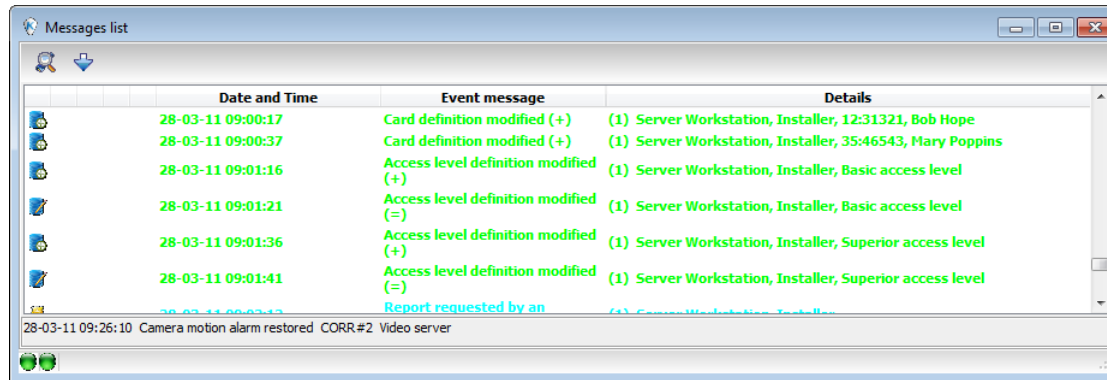 Messages list
Date and Time Event message Details
28-03-11 09:00:17 Card definition modified (+) (1) Server Workstation, Installer, 12:31321, Bob Hope
28-03-11 09:00:37 Card definition modified (+) (1) Server Workstation, Installer, 35:46543, Mary Poppins
28-03-11 09:01:16 Access level definition modified (+) (1) Server Workstation, Installer, Basic access level
28-03-11 09:01:21 Access level definition modified (=) (1) Server Workstation, Installer, Basic access level
28-03-11 09:01:36 Access level definition modified (+) (1) Server Workstation, Installer, Superior access level
28-03-11 09:01:41 Access level definition modified (=) (1) Server Workstation, Installer, Superior access level
Report requested by an
28-03-11 09:26:10 Camera motion alarm restored CORR#2 Video server